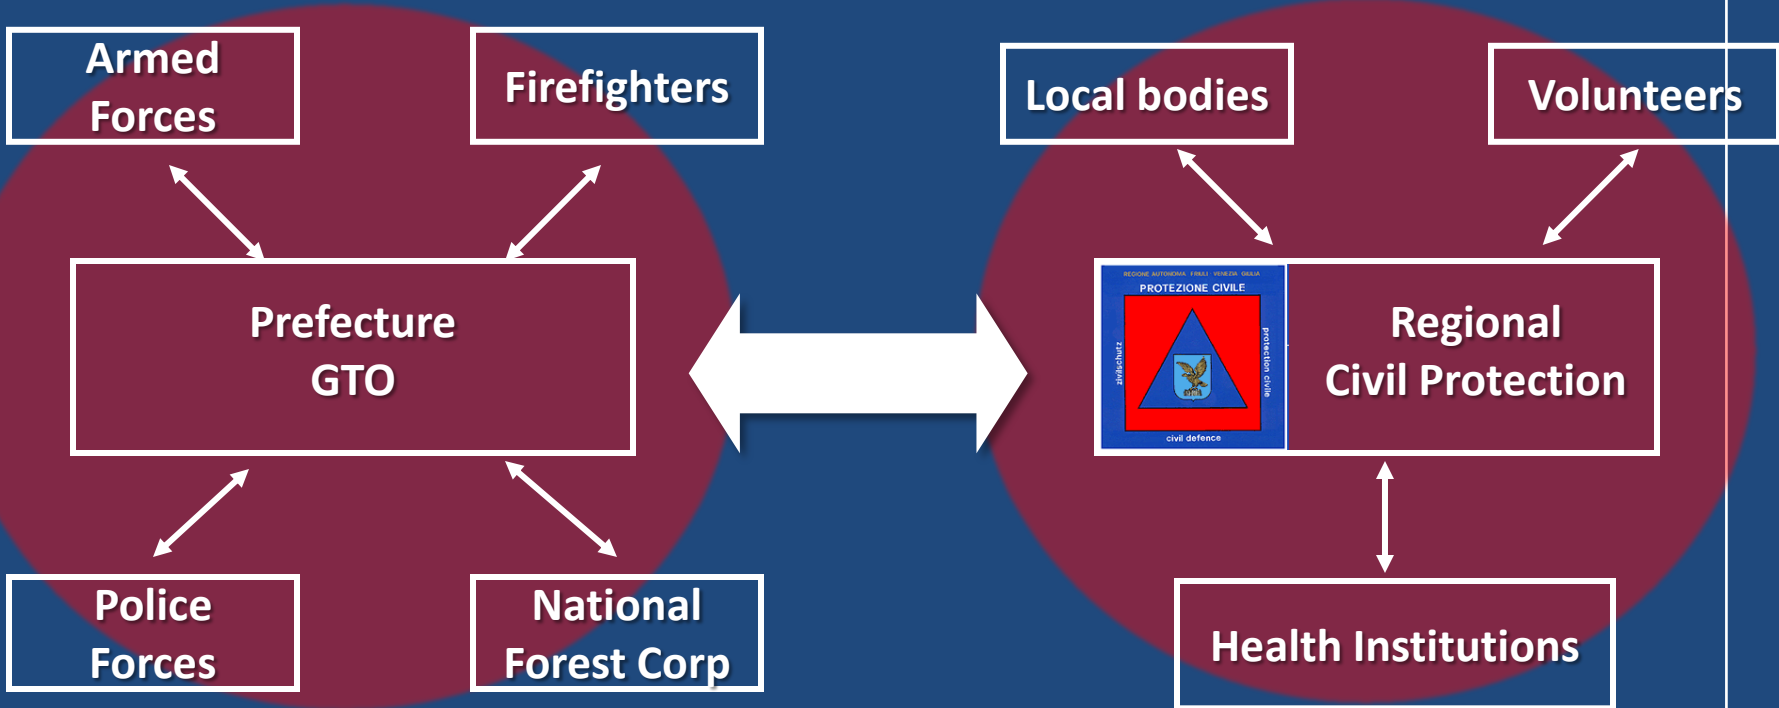 Armed
Forces
Firefighters
Local bodies
Volunteers
Prefecture
GTO
REGIONE AUTONOMA FRIULI VENEZIA GIULIA
PROTEZIONE CIVILE
zivilschutz
protection civile
civil defence
Regional
Civil Protection
Police
Forces
National
Forest Corp
Health Institutions